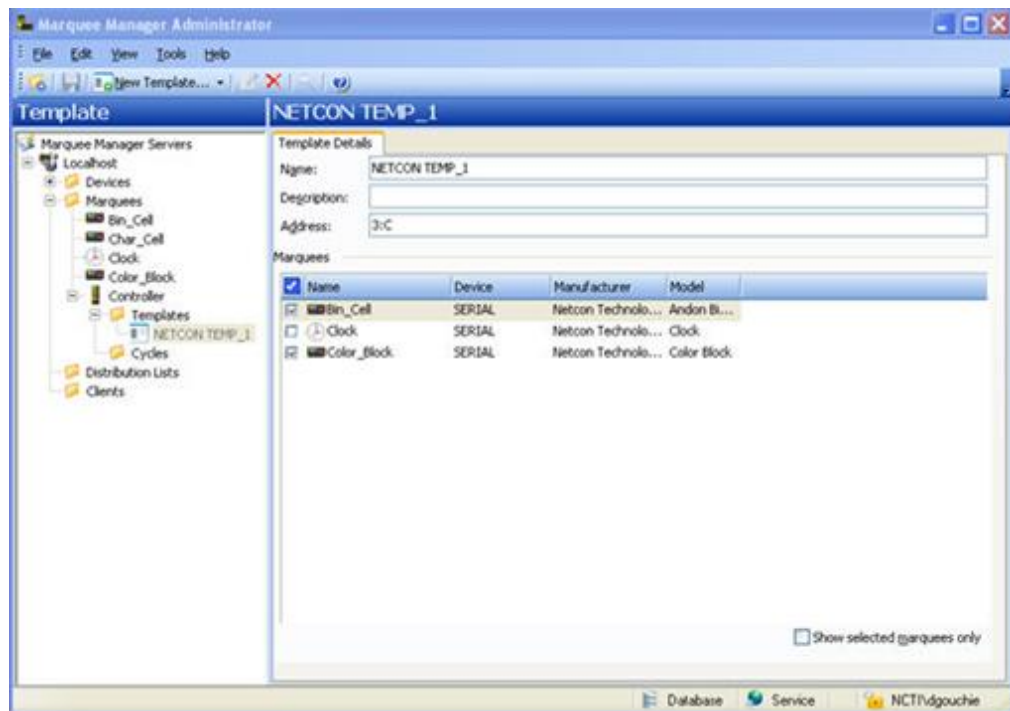 Marquee Manager Administrator
File Edit View Tools Help
New Template...
Template
NETCON TEMP_1
Marquee Manager Servers
Localhost
Devices
Marquees
Bin_Cell
Char_Cell
Clock
Color_Block
Controller
Templates
NETCON TEMP_1
Cycles
Distribution Lists
Clients
Template Details
Name: NETCON TEMP_1
Description:
Address: 3:C
Marquees
Name Device Manufacturer Model
Bin_Cell SERIAL Netcon Technolo... Andon Bi...
Clock SERIAL Netcon Technolo... Clock
Color_Block SERIAL Netcon Technolo... Color Block
Show selected marquees only
Database Service NCTI\dgouchie